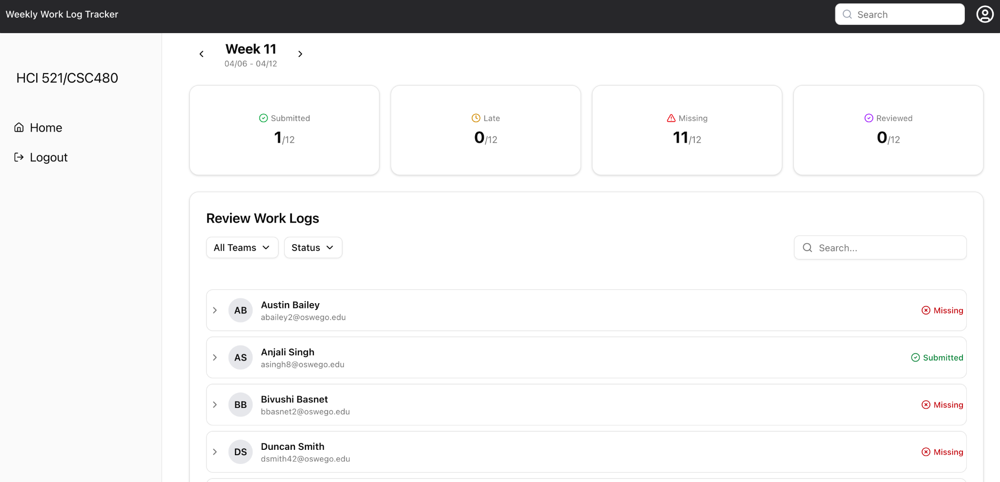 Weekly Work Log Tracker
Search
HCI 521/CSC480
Home
Logout
Week 11
04/06 - 04/12
Submitted
1/12
Late
0/12
Missing
11/12
Reviewed
0/12
Review Work Logs
All Teams
Status
Search...
AB
Austin Bailey
abailey2@oswego.edu
Missing
AS
Anjali Singh
asingh8@oswego.edu
Submitted
BB
Bivushi Basnet
bbasnet2@oswego.edu
Missing
DS
Duncan Smith
dsmith42@oswego.edu
Missing